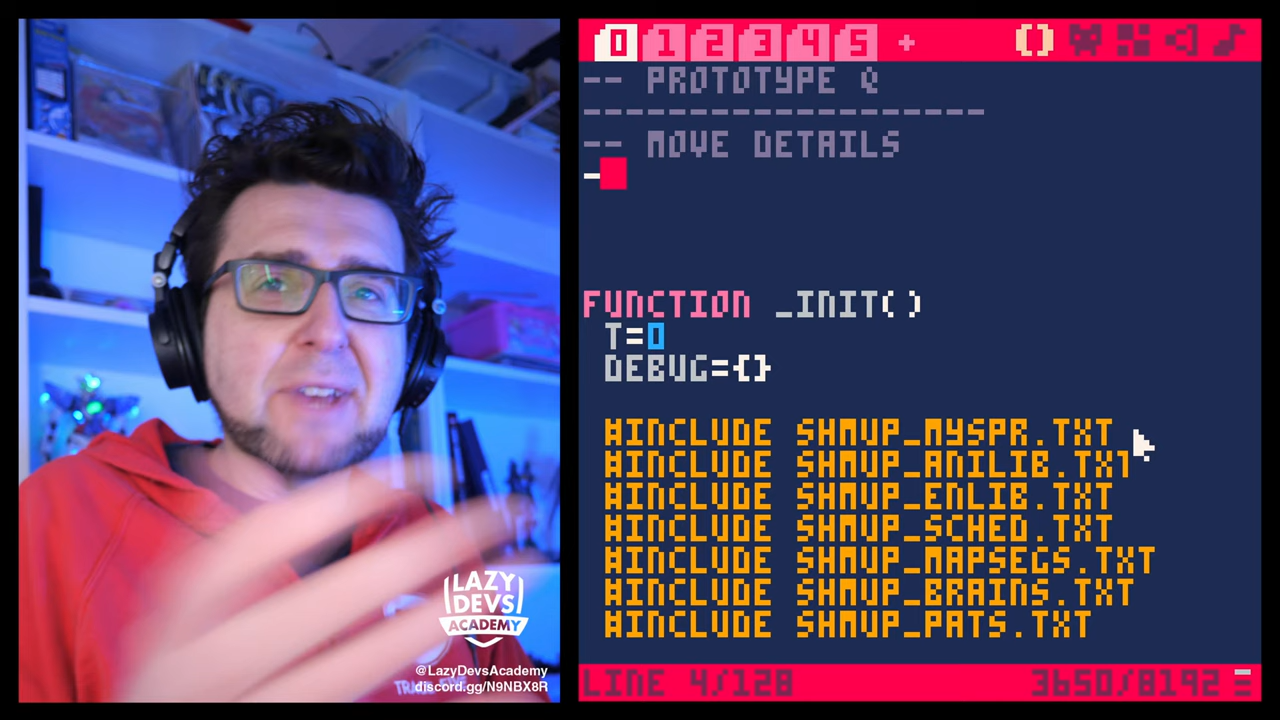 LAZY
DEVS
ACADEMY
@LazyDevsAcademy
discord.gg/N9NBX8R
0 1 2 3 4 5 +
-- PROTOTYPE Q
-------------------
-- MOVE DETAILS
-
FUNCTION _INIT()
T=0
DEBUG={}
#INCLUDE SHMUP_MYSPR.TXT
#INCLUDE SHMUP_ANILIB.TXT
#INCLUDE SHMUP_ENLIB.TXT
#INCLUDE SHMUP_SCHED.TXT
#INCLUDE SHMUP_MAPSEGS.TXT
#INCLUDE SHMUP_BRAINS.TXT
#INCLUDE SHMUP_PATS.TXT
LINE 4/128
3650/8192